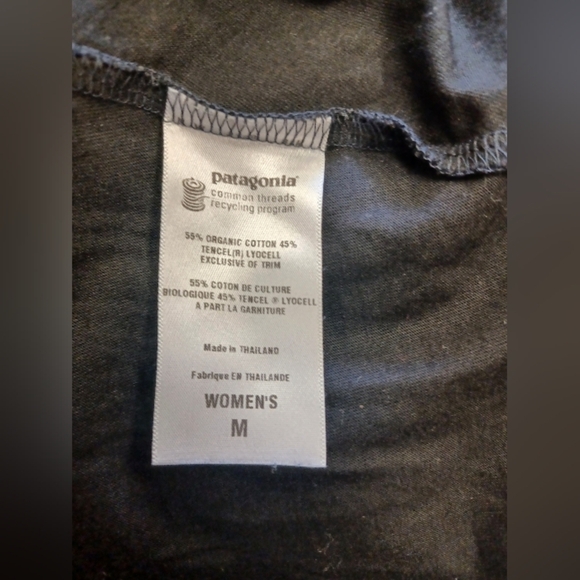 patagonia®
common threads
recycling program
55% ORGANIC COTTON 45%
TENCEL(R) LYOCELL
EXCLUSIVE OF TRIM
55% COTON DE CULTURE
BIOLOGIQUE 45% TENCEL ® LYOCELL
A PART LA GARNITURE
Made in THAILAND
Fabrique EN THAILANDE
WOMEN'S
M